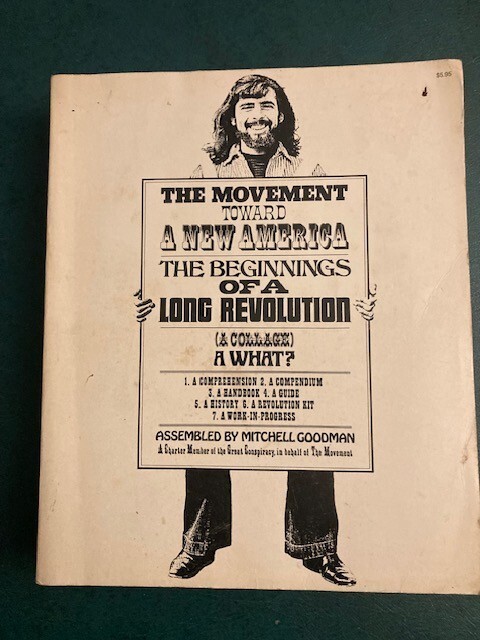 $5.95
THE MOVEMENT
TOWARD
A NEW AMERICA
THE BEGINNINGS
OF A
LONG REVOLUTION
(A COLLAGE)
A WHAT?
1. A COMPREHENSION 2. A COMPENDIUM
3. A HANDBOOK 4. A GUIDE
5. A HISTORY 6. A REVOLUTION KIT
7. A WORK-IN-PROGRESS
ASSEMBLED BY MITCHELL GOODMAN
A Charter Member of the Great Conspiracy, in behalf of The Movement